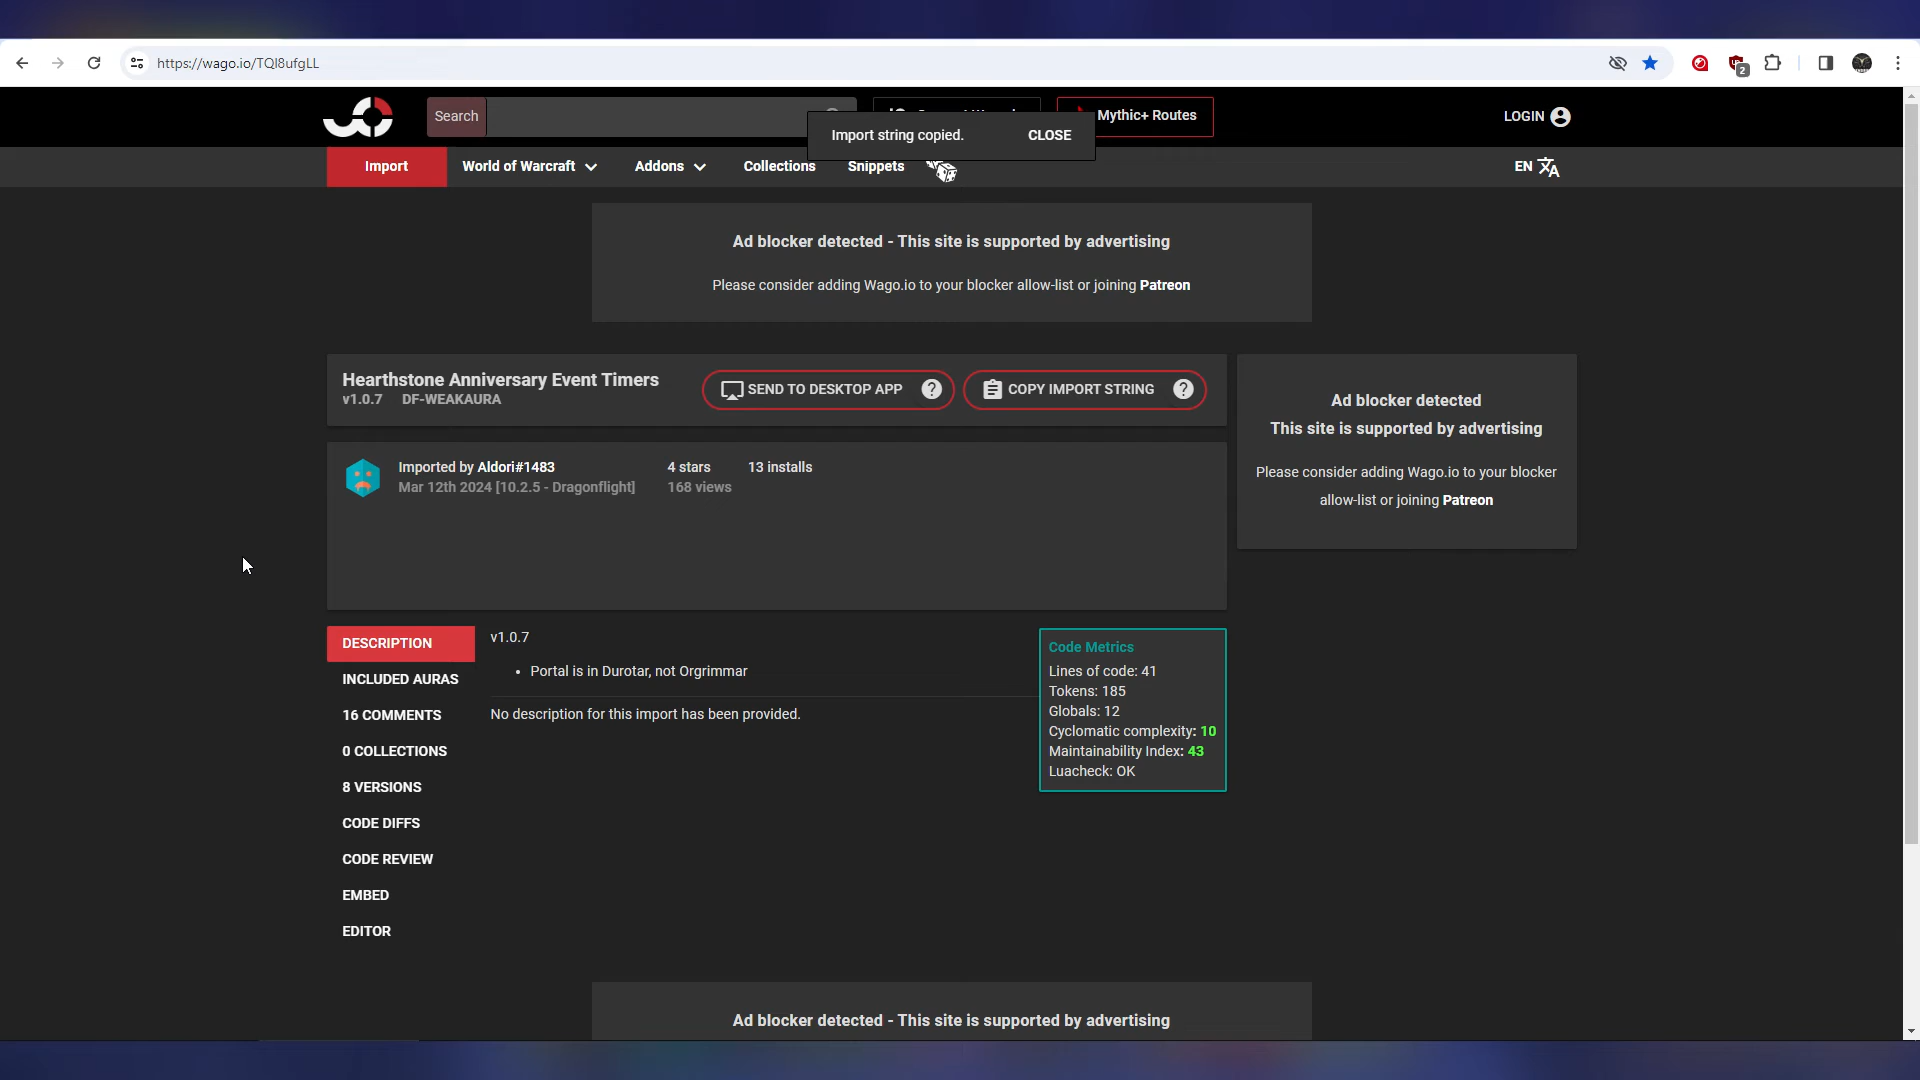 https://wago.io/TQI8ufgLL
2
Search
Import string copied.
CLOSE
Mythic+ Routes
LOGIN
Import
World of Warcraft
Addons
Collections
Snippets
EN
Ad blocker detected - This site is supported by advertising
Please consider adding Wago.io to your blocker allow-list or joining Patreon
Hearthstone Anniversary Event Timers
v1.0.7 DF-WEAKAURA
SEND TO DESKTOP APP ?
COPY IMPORT STRING ?
Ad blocker detected
This site is supported by advertising
Please consider adding Wago.io to your blocker
allow-list or joining Patreon
Imported by Aldori#1483
Mar 12th 2024 [10.2.5 - Dragonflight]
4 stars
168 views
13 installs
DESCRIPTION
INCLUDED AURAS
16 COMMENTS
0 COLLECTIONS
8 VERSIONS
CODE DIFFS
CODE REVIEW
EMBED
EDITOR
v1.0.7
• Portal is in Durotar, not Orgrimmar
No description for this import has been provided.
Code Metrics
Lines of code: 41
Tokens: 185
Globals: 12
Cyclomatic complexity: 10
Maintainability Index: 43
Luacheck: OK
Ad blocker detected - This site is supported by advertising